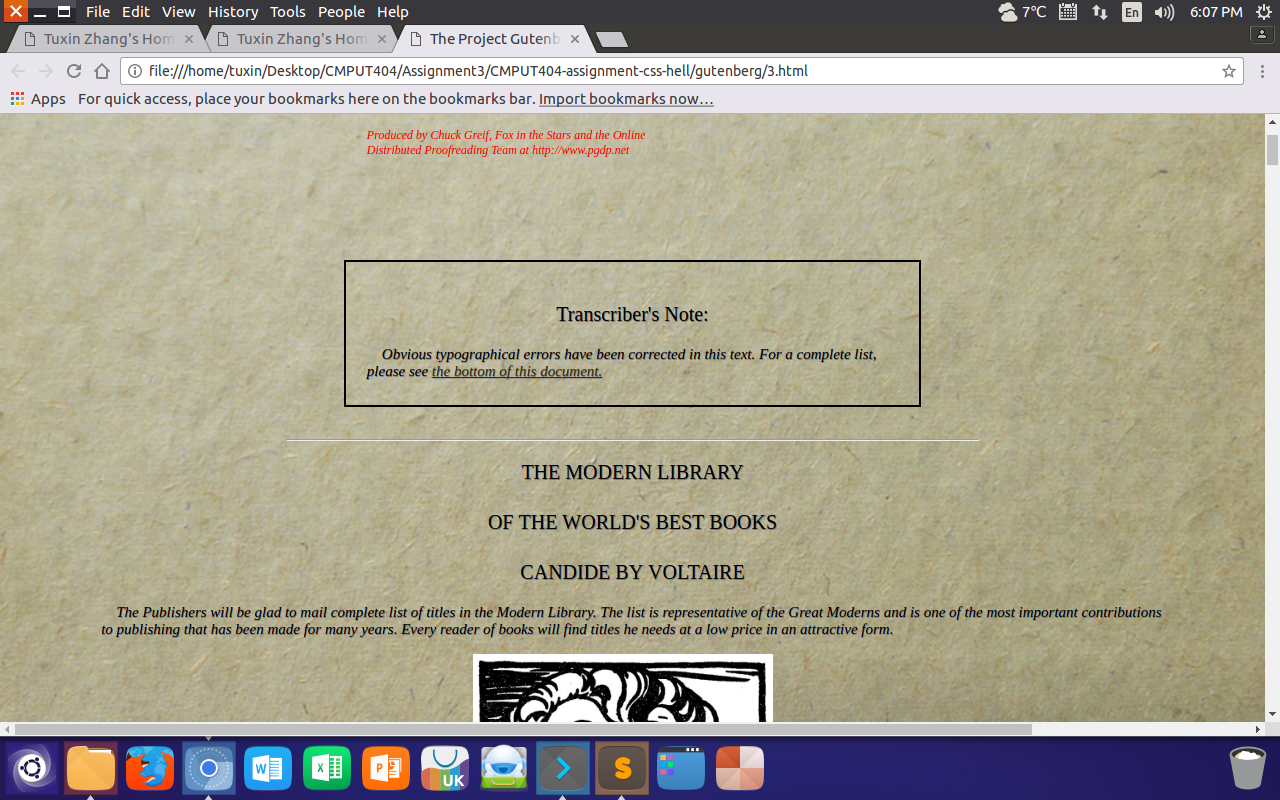 File Edit View History Tools People Help
7°C En 6:07 PM
Tuxin Zhang's Hom
Tuxin Zhang's Hom
The Project Gutenb
file:///home/tuxin/Desktop/CMPUT404/Assignment3/CMPUT404-assignment-css-hell/gutenberg/3.html
Apps For quick access, place your bookmarks here on the bookmarks bar. Import bookmarks now…
Produced by Chuck Greif, Fox in the Stars and the Online
Distributed Proofreading Team at http://www.pgdp.net
Transcriber's Note:
Obvious typographical errors have been corrected in this text. For a complete list,
please see the bottom of this document.
THE MODERN LIBRARY
OF THE WORLD'S BEST BOOKS
CANDIDE BY VOLTAIRE
The Publishers will be glad to mail complete list of titles in the Modern Library. The list is representative of the Great Moderns and is one of the most important contributions
to publishing that has been made for many years. Every reader of books will find titles he needs at a low price in an attractive form.
W X P UK S